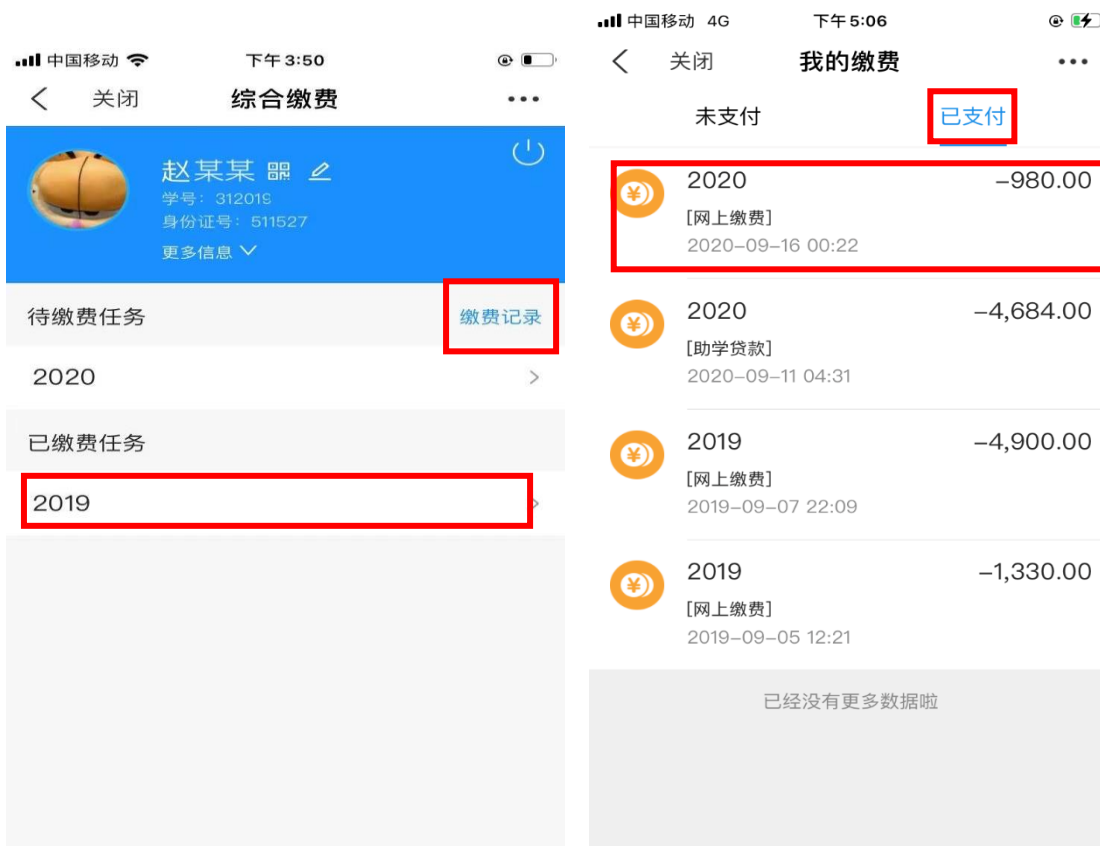 中国移动 下午3:50
关闭 综合缴费
赵某某
学号：312019
身份证号：511527
更多信息
待缴费任务 缴费记录
2020
已缴费任务
2019
中国移动 4G 下午5:06
关闭 我的缴费
未支付 已支付
2020 -980.00
[网上缴费]
2020-09-16 00:22
2020 -4,684.00
[助学贷款]
2020-09-11 04:31
2019 -4,900.00
[网上缴费]
2019-09-07 22:09
2019 -1,330.00
[网上缴费]
2019-09-05 12:21
已经没有更多数据啦